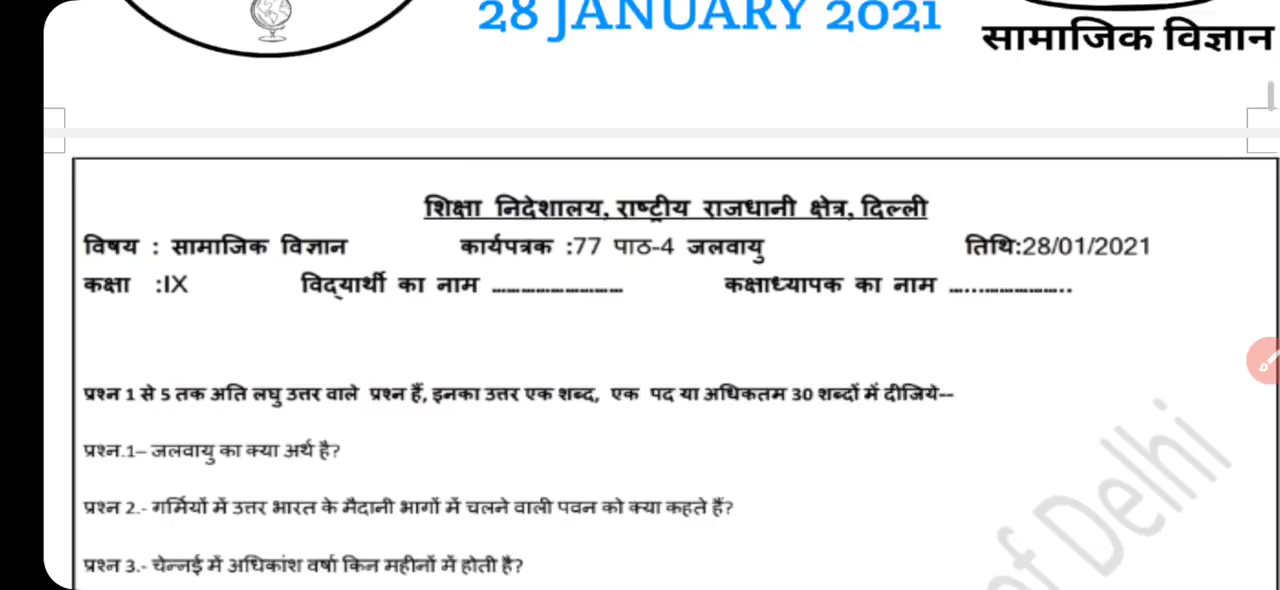 28 JANUARY 2021
सामाजिक विज्ञान
शिक्षा निदेशालय, राष्ट्रीय राजधानी क्षेत्र, दिल्ली
विषय : सामाजिक विज्ञान कार्यपत्रक :77 पाठ-4 जलवायु तिथि:28/01/2021
कक्षा :IX विद्यार्थी का नाम ............................ कक्षाध्यापक का नाम ............................
प्रश्न 1 से 5 तक अति लघु उत्तर वाले प्रश्न हैं, इनका उत्तर एक शब्द, एक पद या अधिकतम 30 शब्दों में दीजिये--
प्रश्न.1– जलवायु का क्या अर्थ है?
प्रश्न 2.- गर्मियों में उत्तर भारत के मैदानी भागों में चलने वाली पवन को क्या कहते हैं?
प्रश्न 3.- चेन्नई में अधिकांश वर्षा किन महीनों में होती है?
of Delhi